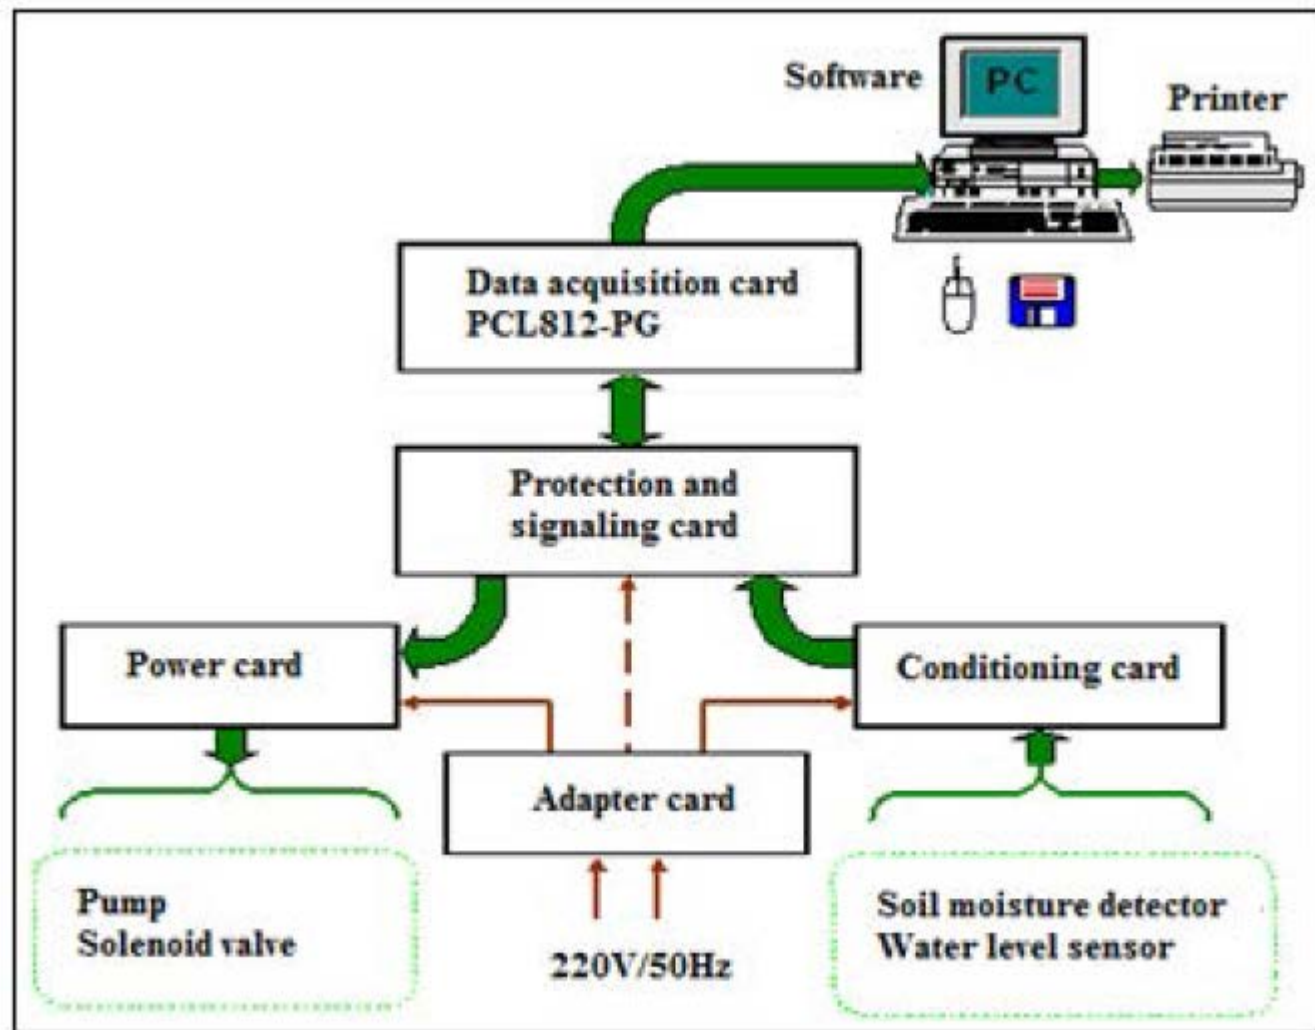 Software
PC
Printer
Data acquisition card
PCL812-PG
Protection and
signaling card
Power card
Conditioning card
Adapter card
Pump
Solenoid valve
Soil moisture detector
Water level sensor
220V/50Hz